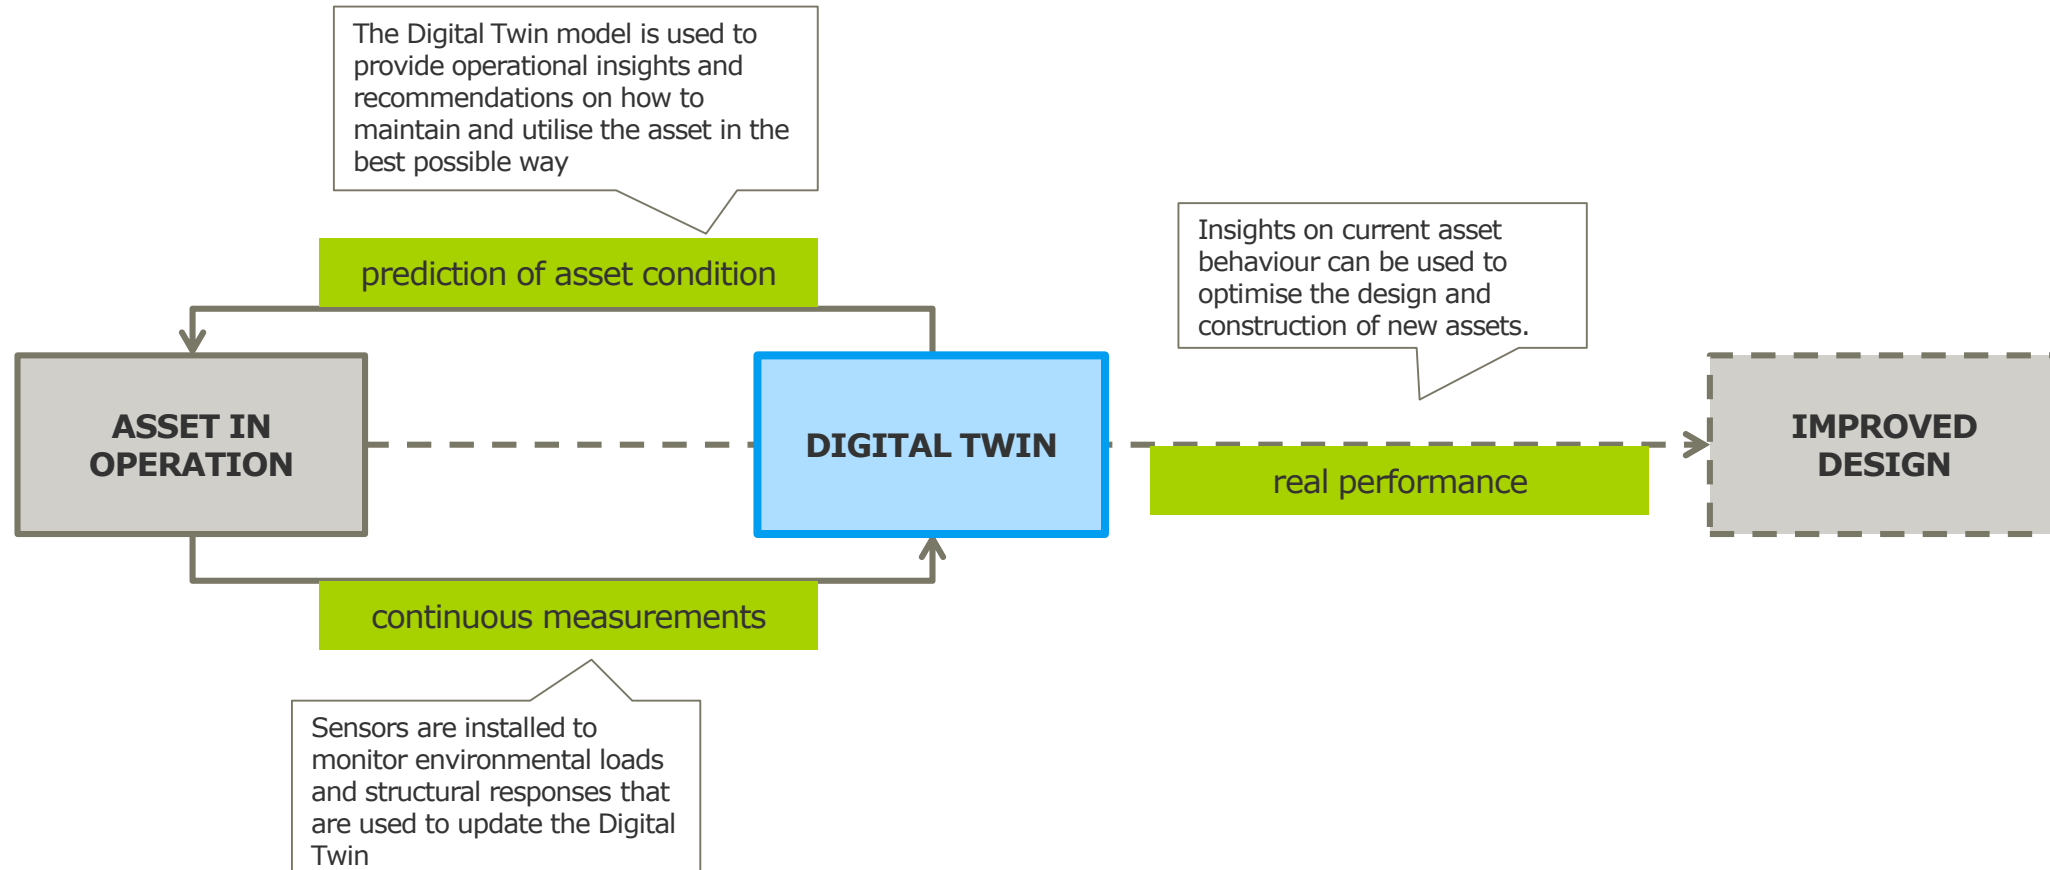 The Digital Twin model is used to
provide operational insights and
recommendations on how to
maintain and utilise the asset in the
best possible way
prediction of asset condition
Insights on current asset
behaviour can be used to
optimise the design and
construction of new assets.
ASSET IN
OPERATION
DIGITAL TWIN
IMPROVED
DESIGN
real performance
continuous measurements
Sensors are installed to
monitor environmental loads
and structural responses that
are used to update the Digital
Twin